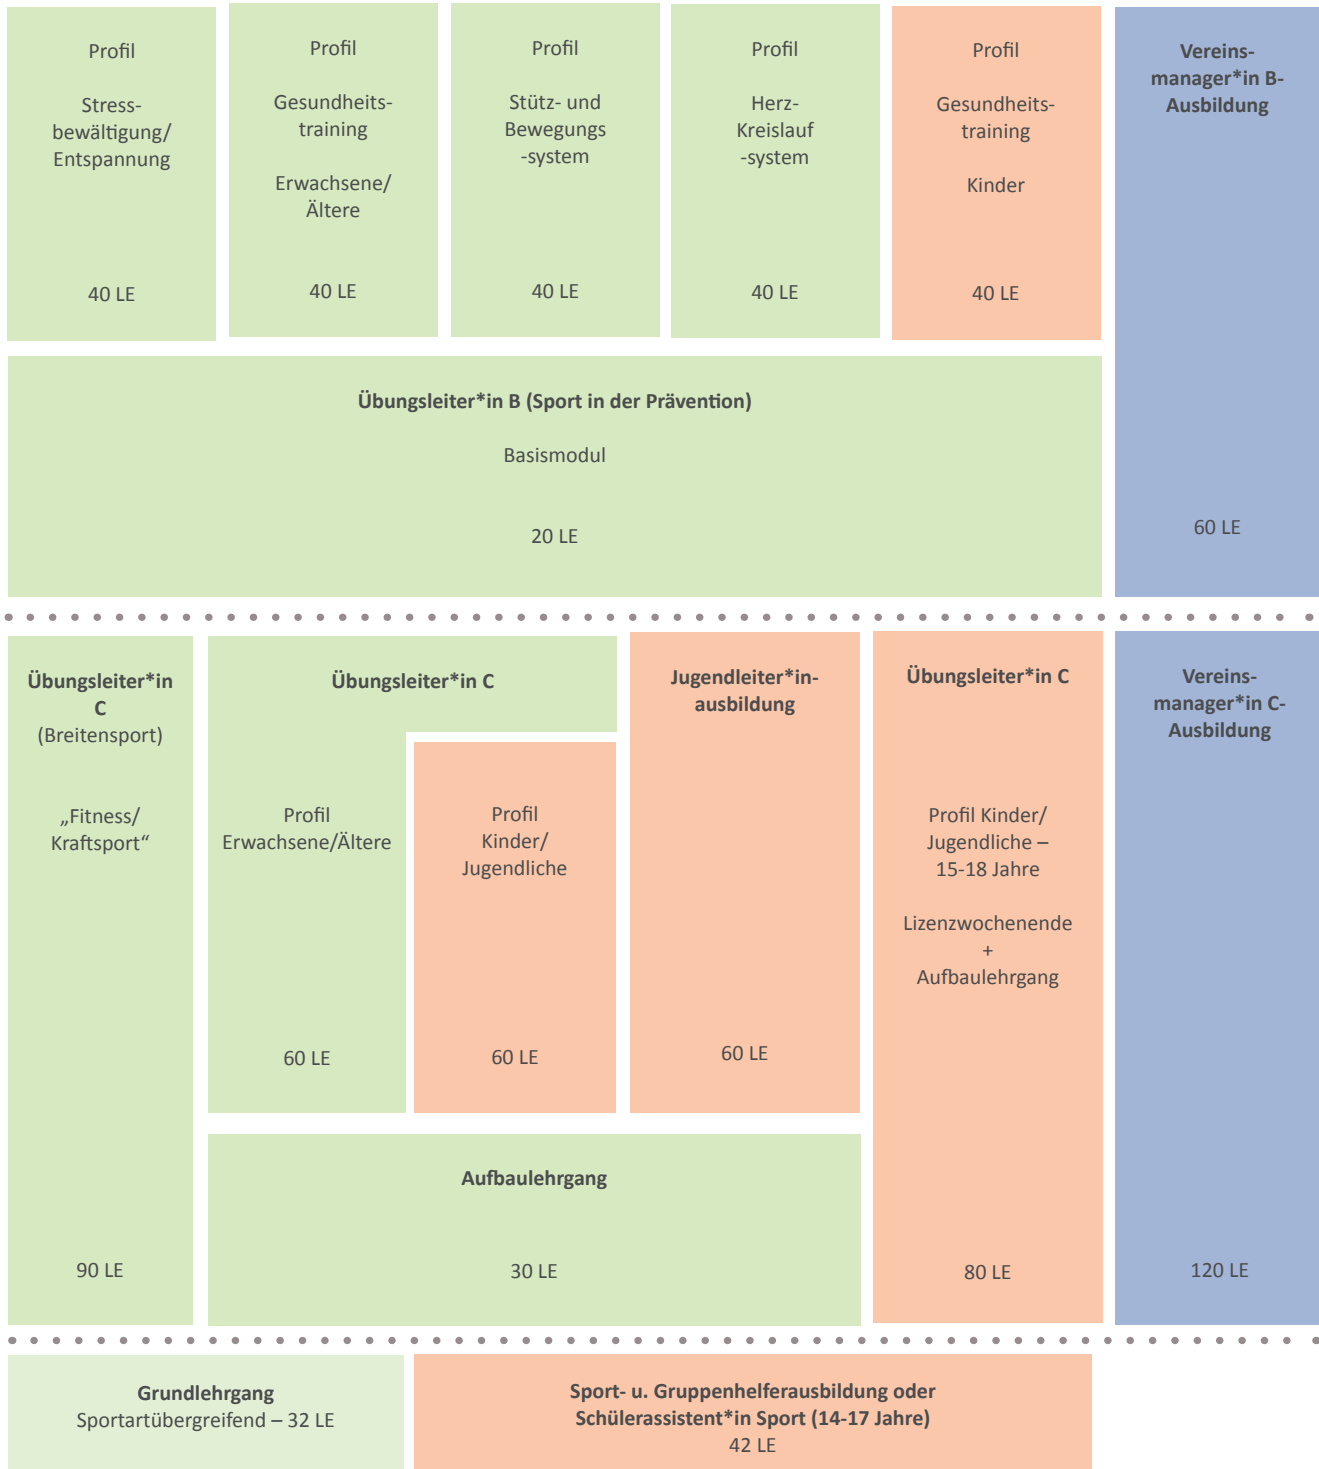 Profil
Stress-
bewältigung/
Entspannung
40 LE
Profil
Gesundheits-
training
Erwachsene/
Ältere
40 LE
Profil
Stütz- und
Bewegungs
-system
40 LE
Profil
Herz-
Kreislauf
-system
40 LE
Profil
Gesundheits-
training
Kinder
40 LE
Vereins-
manager*in B-
Ausbildung
60 LE
Übungsleiter*in B (Sport in der Prävention)
Basismodul
20 LE
Übungsleiter*in
C
(Breitensport)
„Fitness/
Kraftsport“
90 LE
Übungsleiter*in C
Profil
Erwachsene/Ältere
60 LE
Profil
Kinder/
Jugendliche
60 LE
Jugendleiter*in-
ausbildung
60 LE
Aufbaulehrgang
30 LE
Übungsleiter*in C
Profil Kinder/
Jugendliche –
15-18 Jahre
Lizenzwochenende
+
Aufbaulehrgang
80 LE
Vereins-
manager*in C-
Ausbildung
120 LE
Grundlehrgang
Sportartübergreifend – 32 LE
Sport- u. Gruppenhelferausbildung oder
Schülerassistent*in Sport (14-17 Jahre)
42 LE